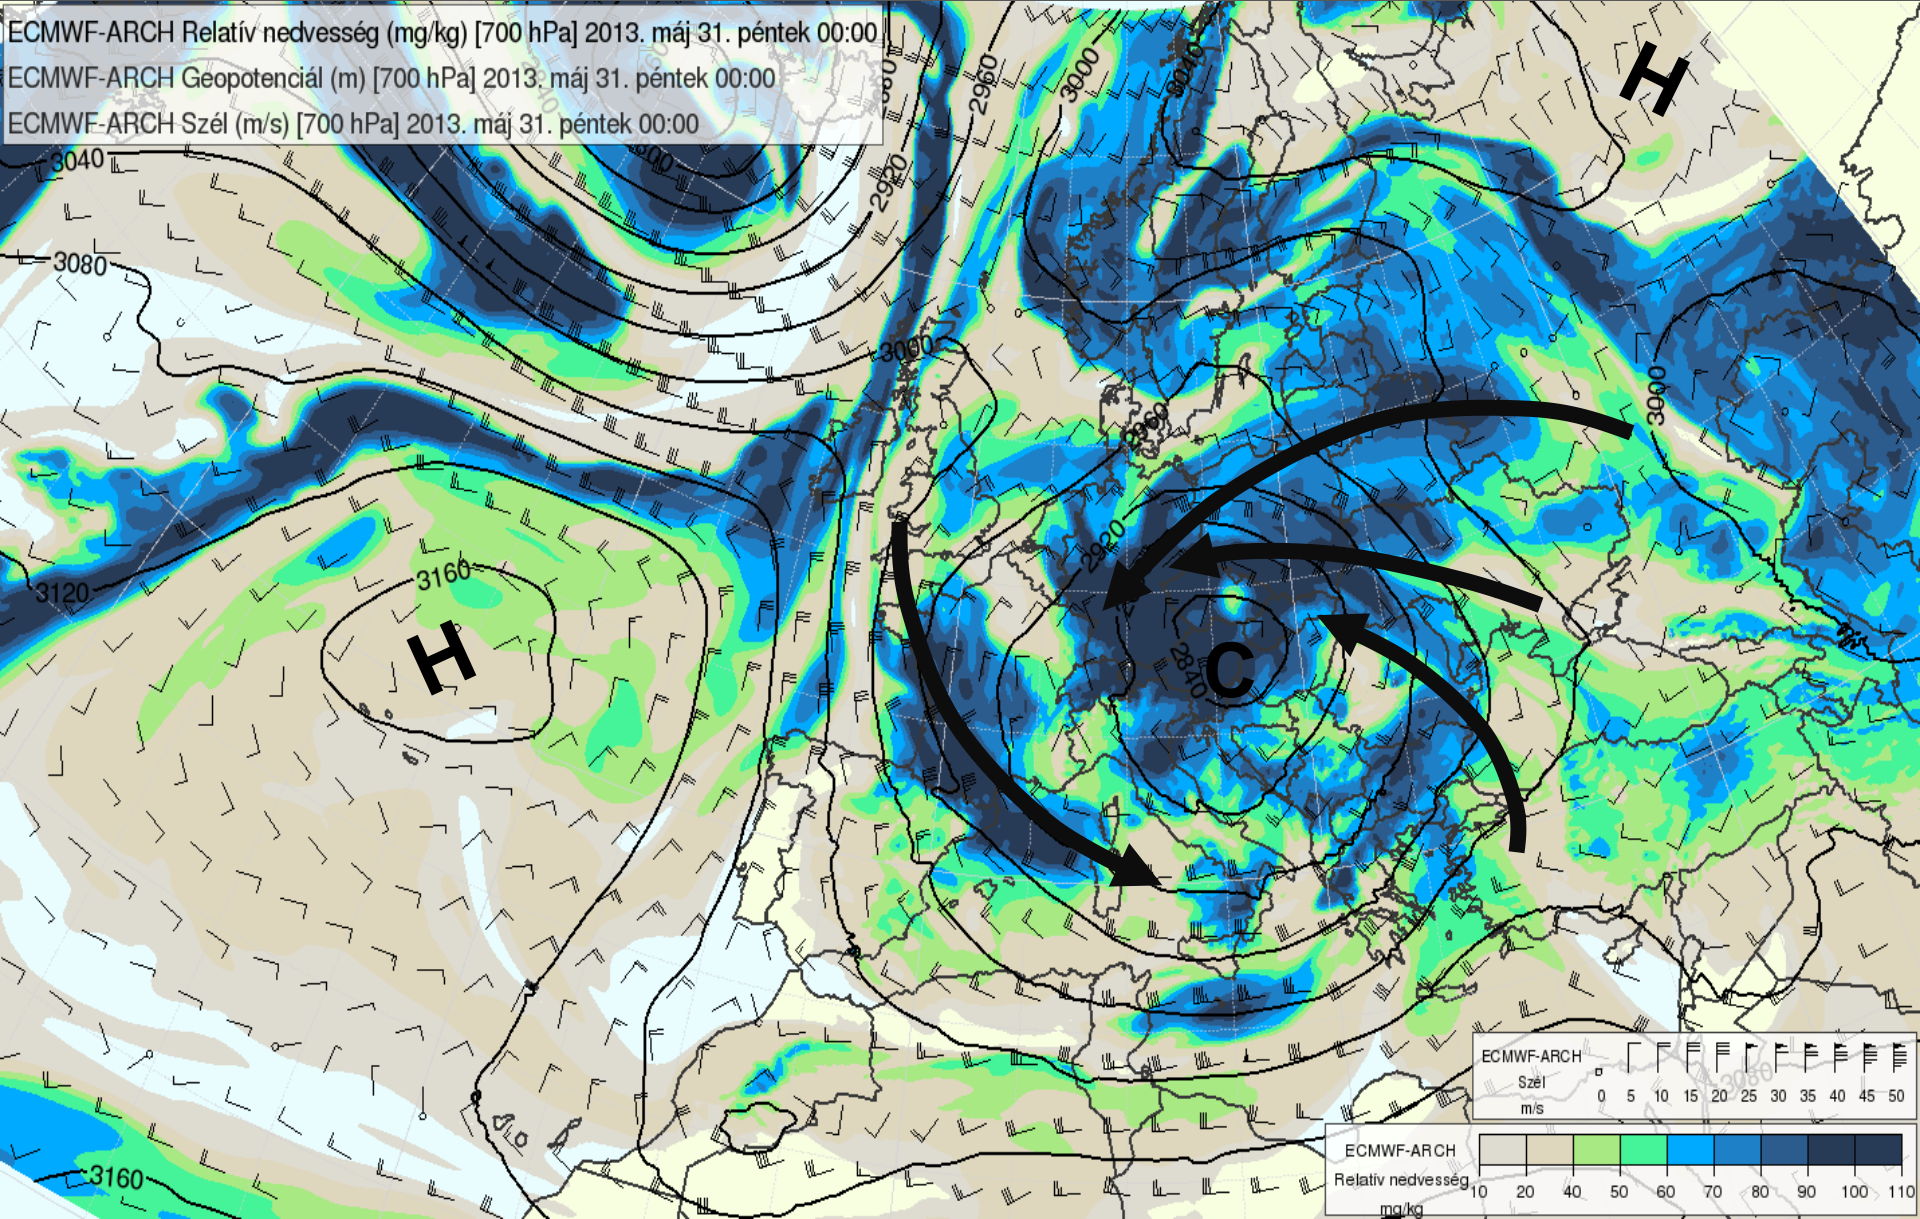 ECMWF-ARCH Relatív nedvesség (mg/kg) [700 hPa] 2013. máj 31. péntek 00:00
ECMWF-ARCH Geopotenciál (m) [700 hPa] 2013. máj 31. péntek 00:00
ECMWF-ARCH Szél (m/s) [700 hPa] 2013. máj 31. péntek 00:00
H
2960
3000
3040
3040
2920
3080
3000
3000
2960
2920
3120
3160
H
2840
C
3160
ECMWF-ARCH
Szél
m/s
0 5 10 15 20 25 30 35 40 45 50
3080
ECMWF-ARCH
Relatív nedvesség
mg/kg
10 20 40 50 60 70 80 90 100 110